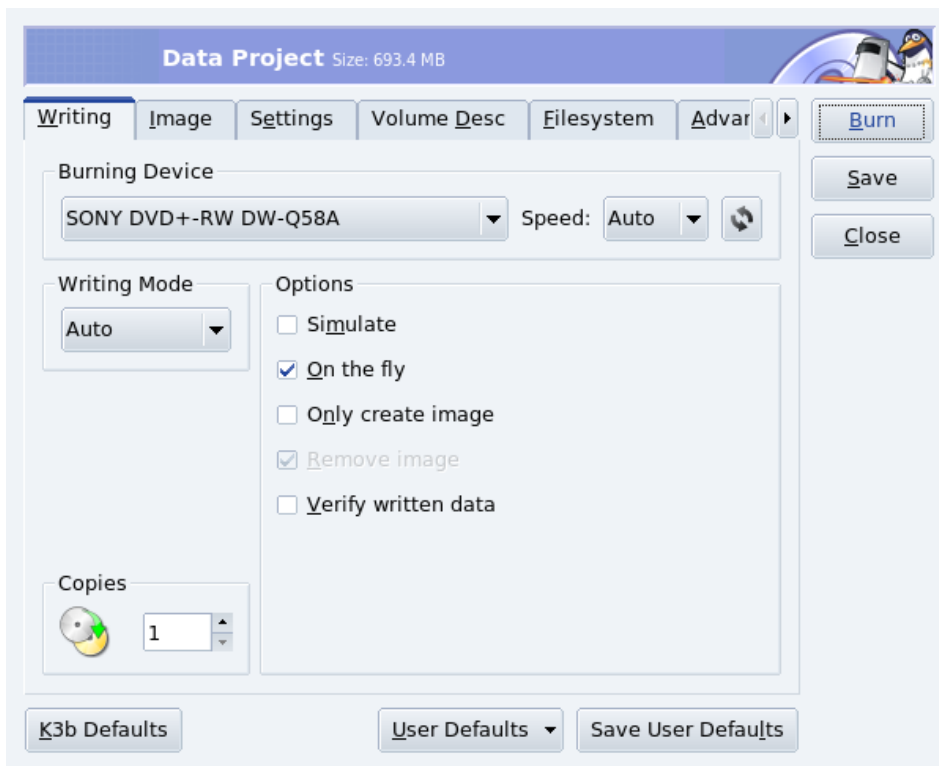 Data Project Size: 693.4 MB
Writing Image Settings Volume Desc Filesystem Advar
Burn
Save
Close
Burning Device
SONY DVD+-RW DW-Q58A Speed: Auto
Writing Mode
Auto
Options
Simulate
On the fly
Only create image
Remove image
Verify written data
Copies
1
K3b Defaults User Defaults Save User Defaults